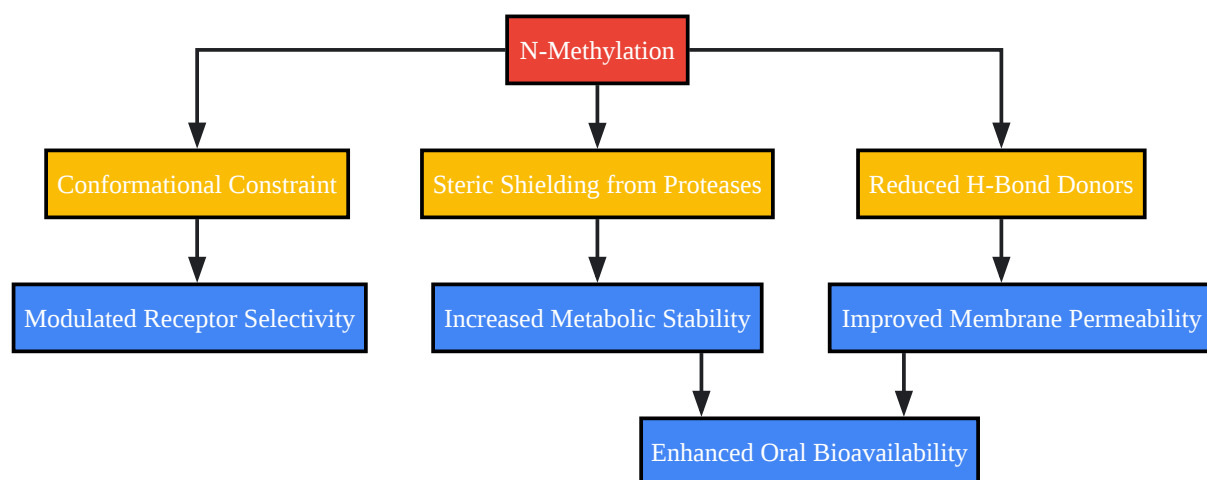 N-Methylation
Conformational Constraint
Steric Shielding from Proteases
Reduced H-Bond Donors
Modulated Receptor Selectivity
Increased Metabolic Stability
Improved Membrane Permeability
Enhanced Oral Bioavailability